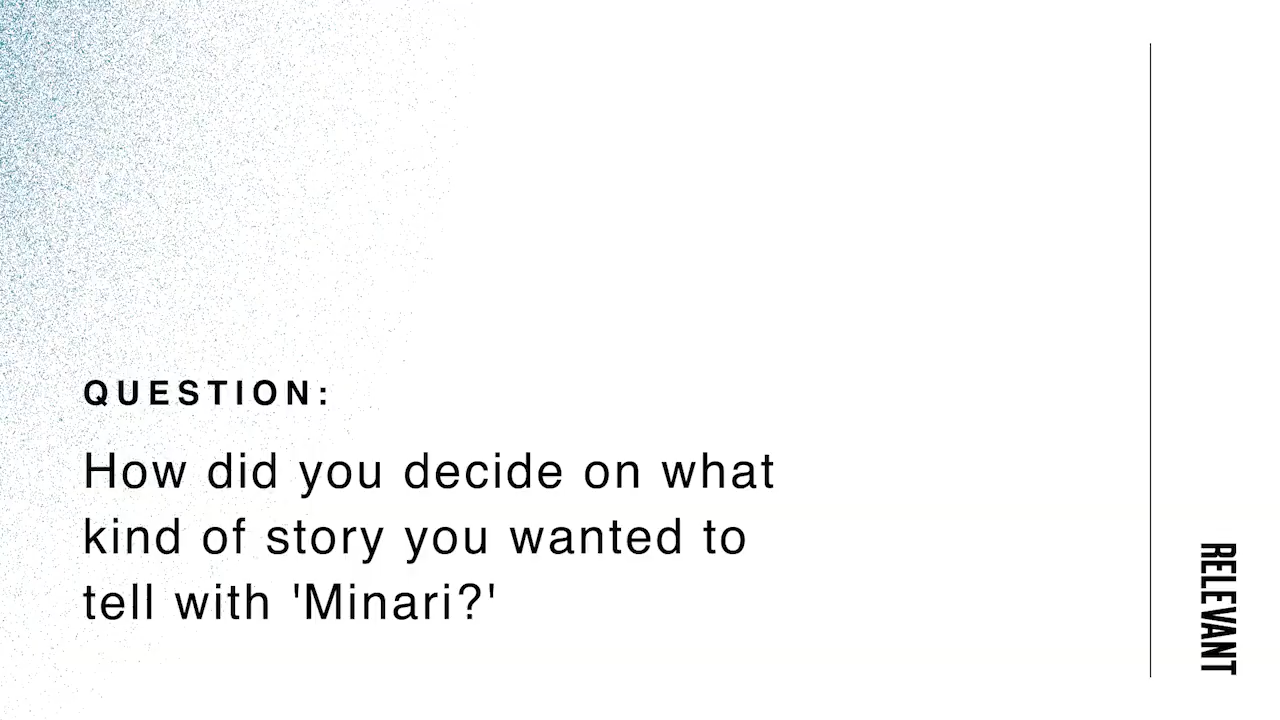 QUESTION:
How did you decide on what
kind of story you wanted to
tell with 'Minari?'
RELEVANT